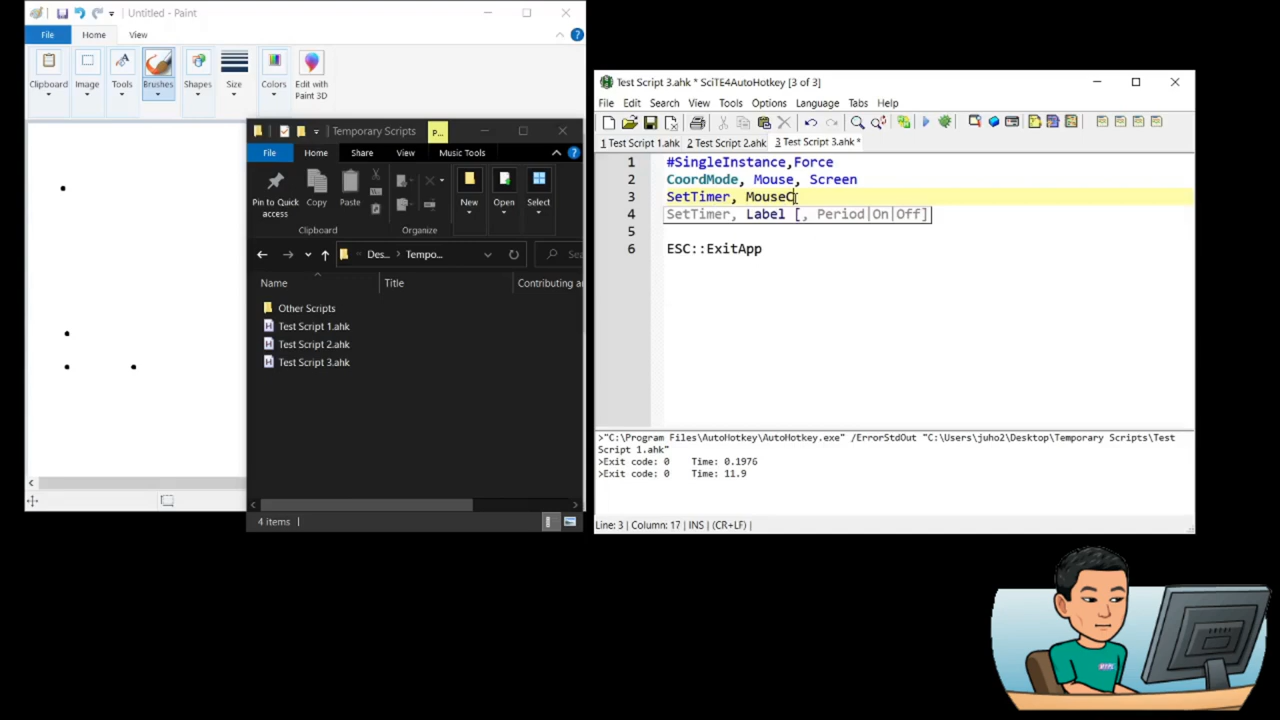 Untitled - Paint
File Home View
Clipboard Image Tools Brushes Shapes Size Colors Edit with Paint 3D
Temporary Scripts P...
File Home Share View Music Tools
Pin to Quick access Copy Paste New Open Select
Clipboard Organize
Des... Tempo... Sea
Name Title Contributing ar
Other Scripts
Test Script 1.ahk
Test Script 2.ahk
Test Script 3.ahk
4 items
Test Script 3.ahk * SciTE4AutoHotkey [3 of 3]
File Edit Search View Tools Options Language Tabs Help
1 Test Script 1.ahk 2 Test Script 2.ahk 3 Test Script 3.ahk *
1 #SingleInstance,Force
2 CoordMode, Mouse, Screen
3 SetTimer, MouseC
4 SetTimer, Label [, Period|On|Off]
5
6 ESC::ExitApp
>"C:\Program Files\AutoHotkey\AutoHotkey.exe" /ErrorStdOut "C:\Users\juho2\Desktop\Temporary Scripts\Test
Script 1.ahk"
>Exit code: 0 Time: 0.1976
>Exit code: 0 Time: 11.9
Line: 3 | Column: 17 | INS | (CR+LF) |